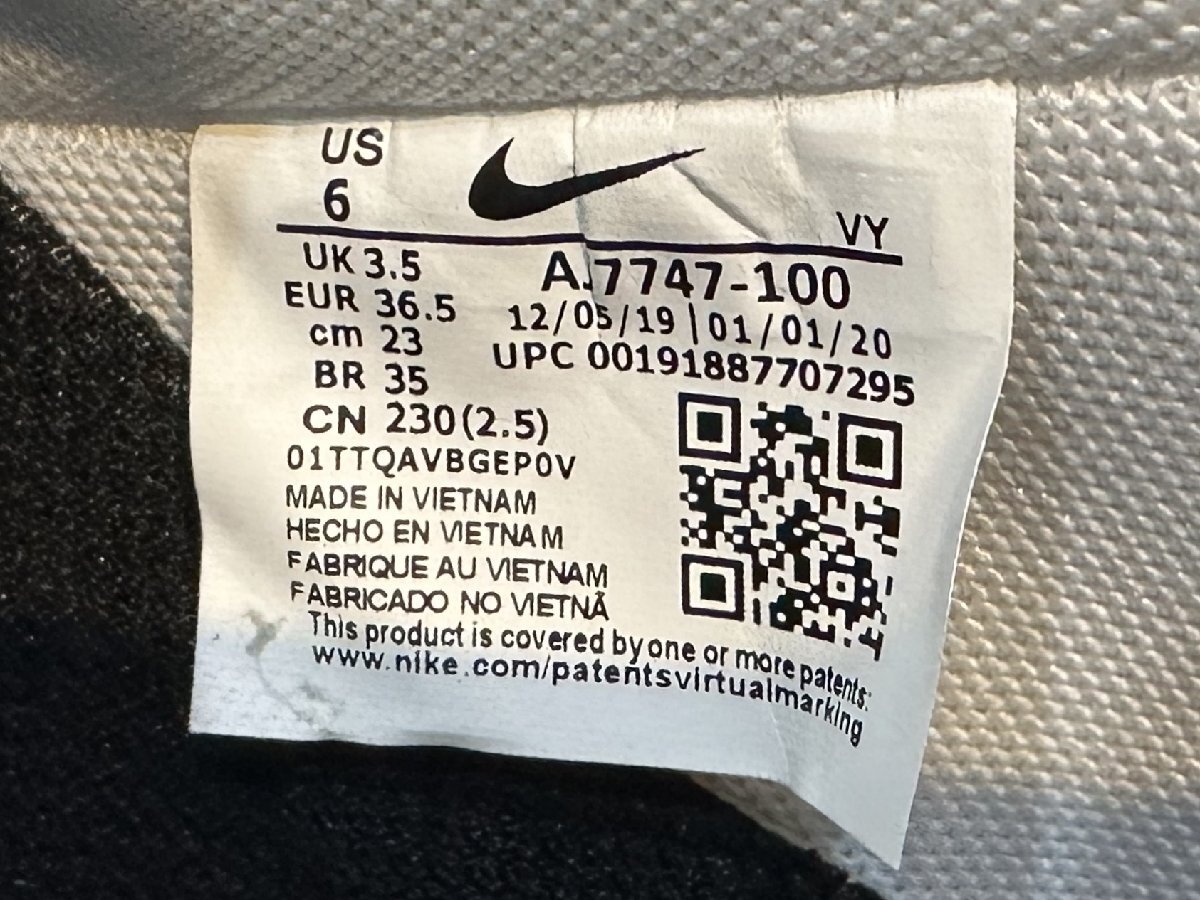 US
6
VY
UK 3.5
EUR 36.5
cm 23
BR 35
CN 230(2.5)
AJ7747-100
12/05/19 | 01/01/20
UPC 00191887707295
01TTQAVBGEP0V
MADE IN VIETNAM
HECHO EN VIETNAM
FABRIQUE AU VIETNAM
FABRICADO NO VIETNÃ
This product is covered by one or more patents:
www.nike.com/patentsvirtualmarking